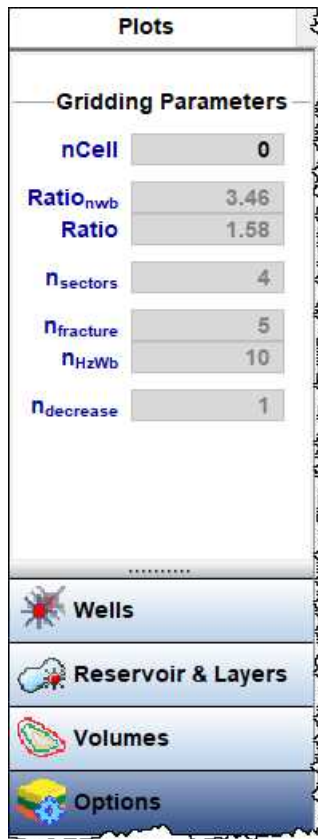 Plots
Gridding Parameters
nCell 0
Rationwb 3.46
Ratio 1.58
nsectors 4
nfracture 5
nHzWb 10
ndecrease 1
Wells
Reservoir & Layers
Volumes
Options